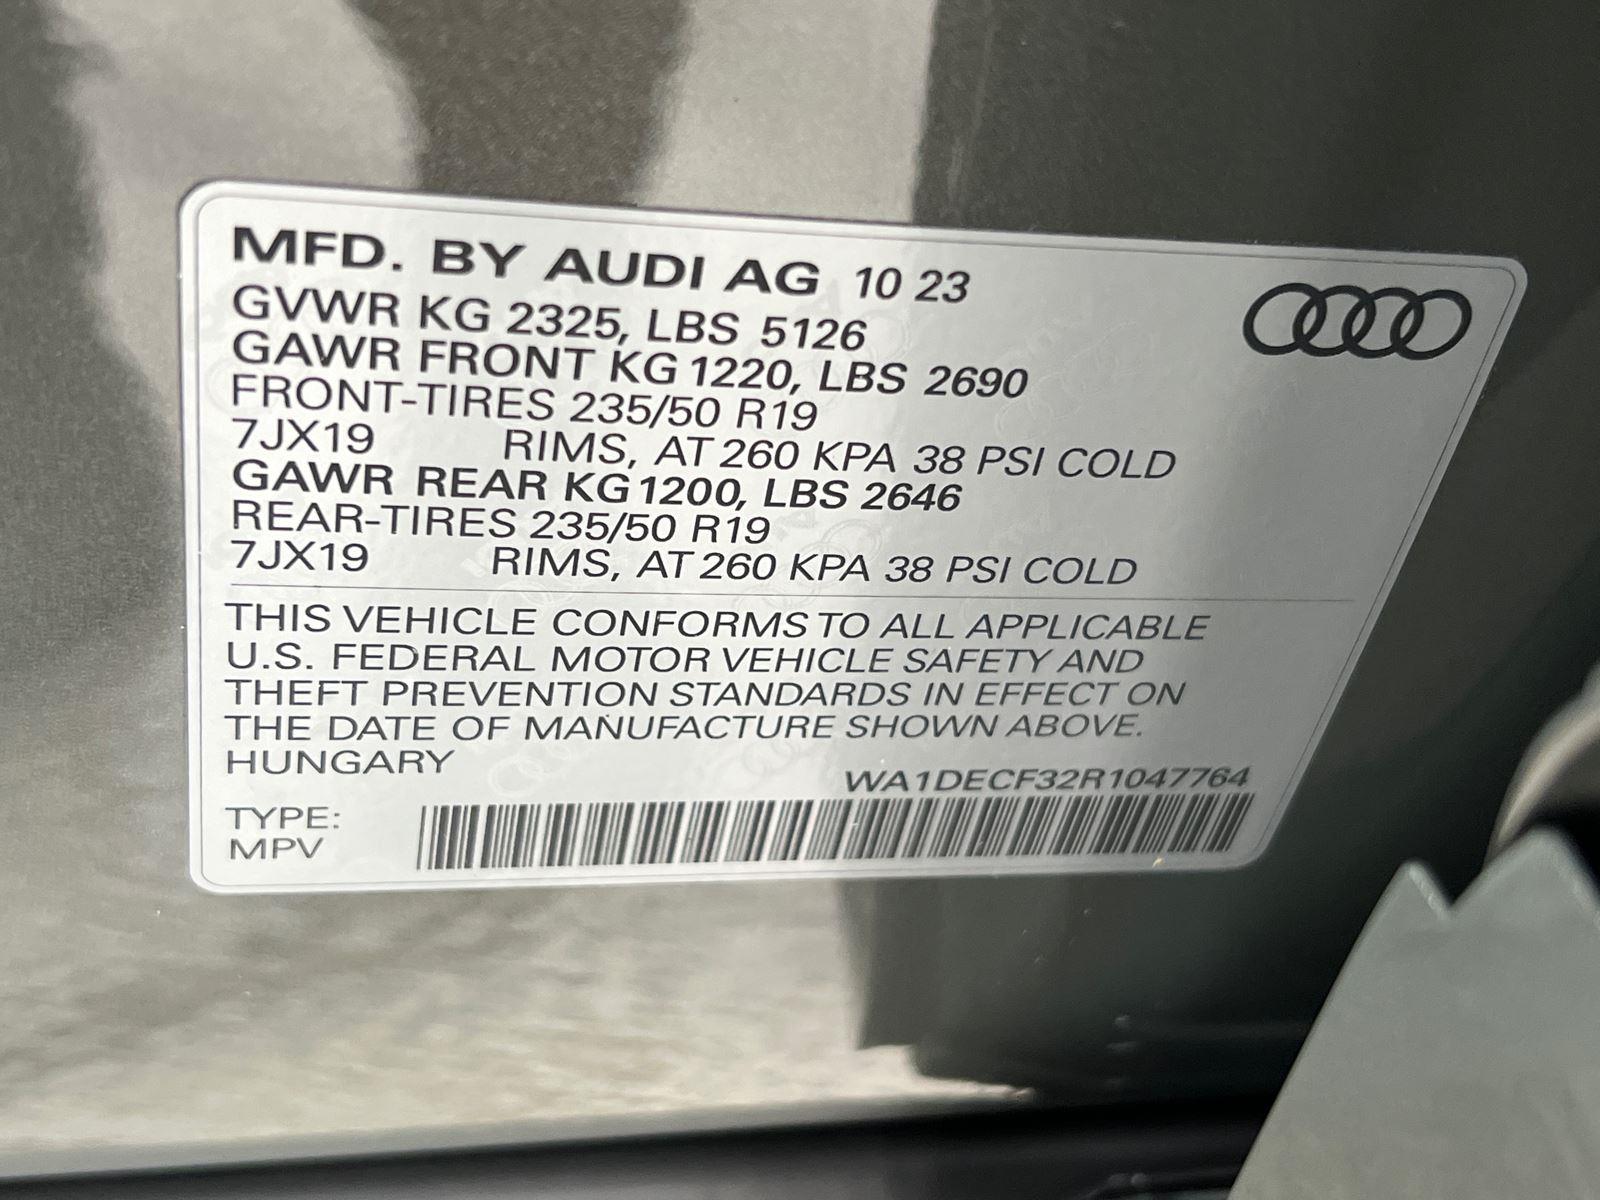 MFD. BY AUDI AG 10 23
GVWR KG 2325, LBS 5126
GAWR FRONT KG 1220, LBS 2690
FRONT-TIRES 235/50 R19
7JX19 RIMS, AT 260 KPA 38 PSI COLD
GAWR REAR KG 1200, LBS 2646
REAR-TIRES 235/50 R19
7JX19 RIMS, AT 260 KPA 38 PSI COLD
THIS VEHICLE CONFORMS TO ALL APPLICABLE
U.S. FEDERAL MOTOR VEHICLE SAFETY AND
THEFT PREVENTION STANDARDS IN EFFECT ON
THE DATE OF MANUFACTURE SHOWN ABOVE.
HUNGARY
WA1DECF32R1047764
TYPE:
MPV